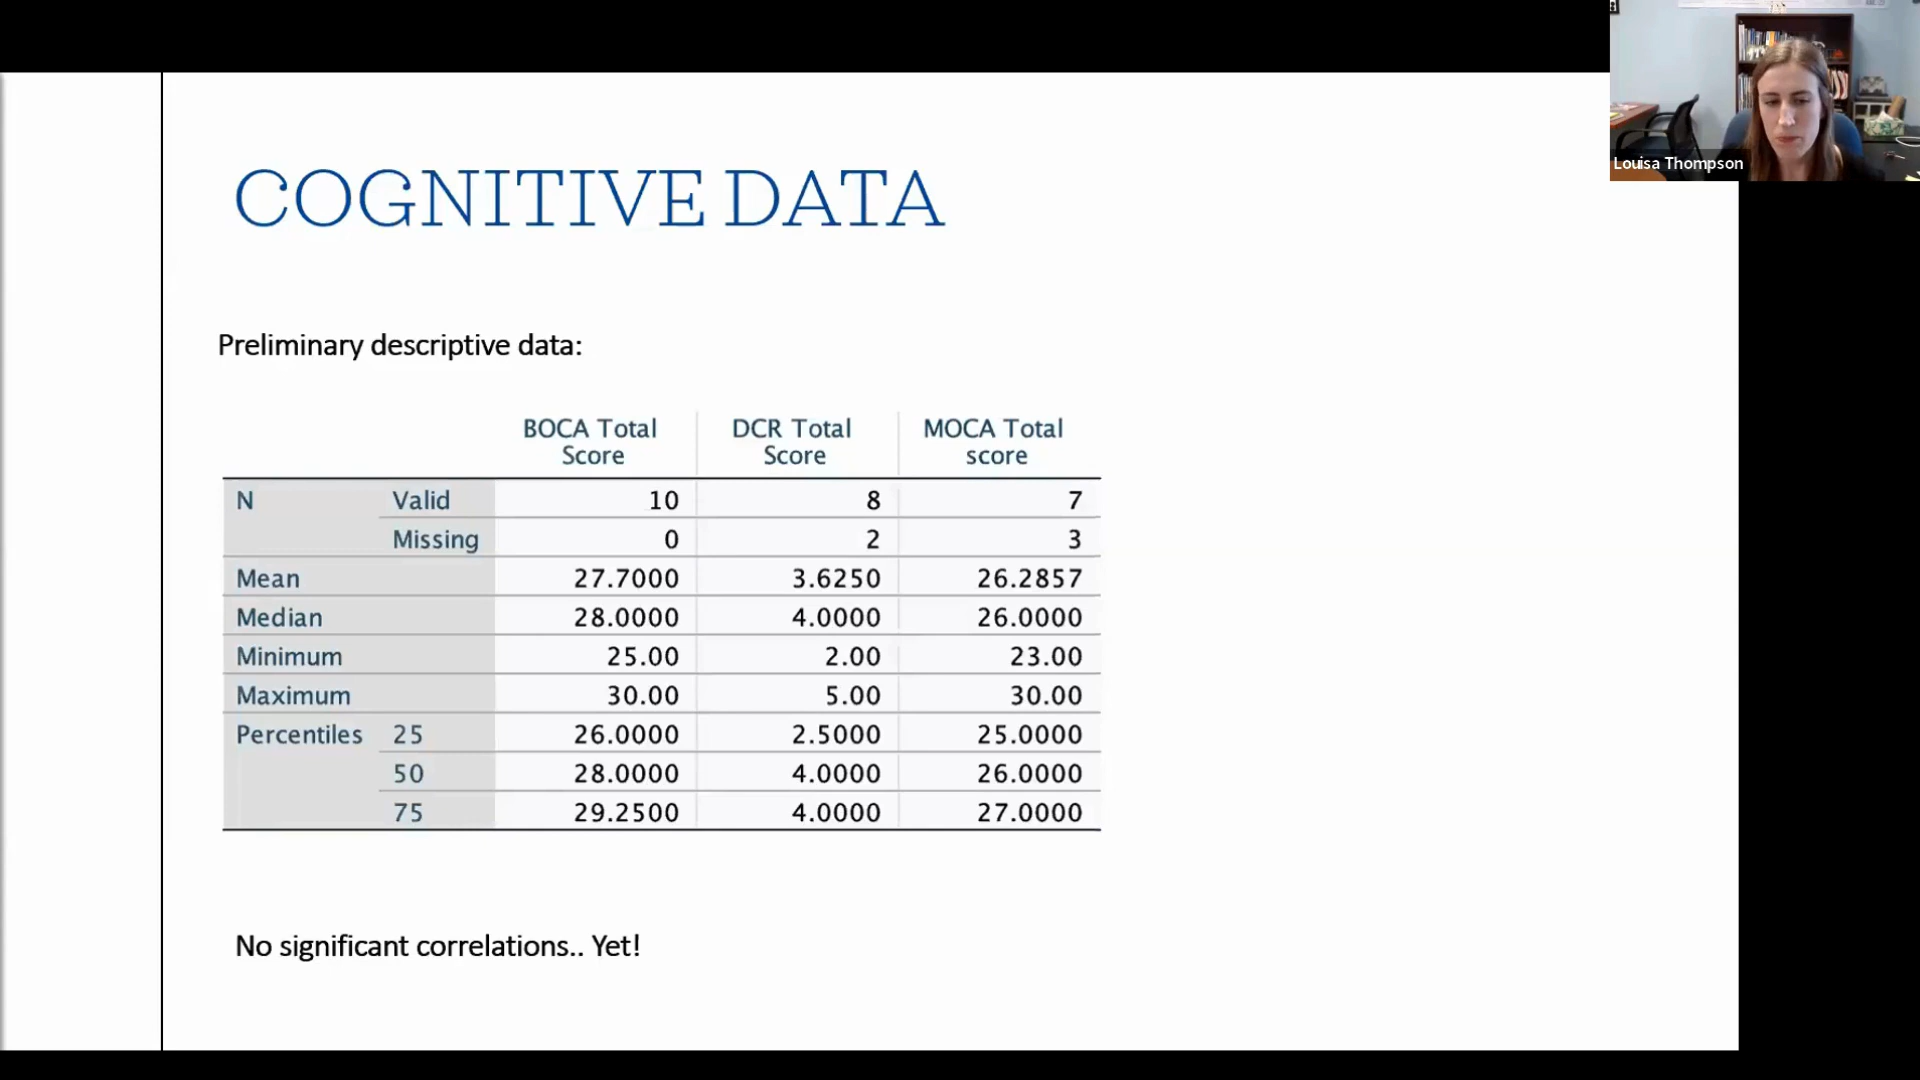 COGNITIVE DATA
Louisa Thompson
Preliminary descriptive data:
BOCA Total Score DCR Total Score MOCA Total score
N Valid 10 8 7
Missing 0 2 3
Mean 27.7000 3.6250 26.2857
Median 28.0000 4.0000 26.0000
Minimum 25.00 2.00 23.00
Maximum 30.00 5.00 30.00
Percentiles 25 26.0000 2.5000 25.0000
50 28.0000 4.0000 26.0000
75 29.2500 4.0000 27.0000
No significant correlations.. Yet!